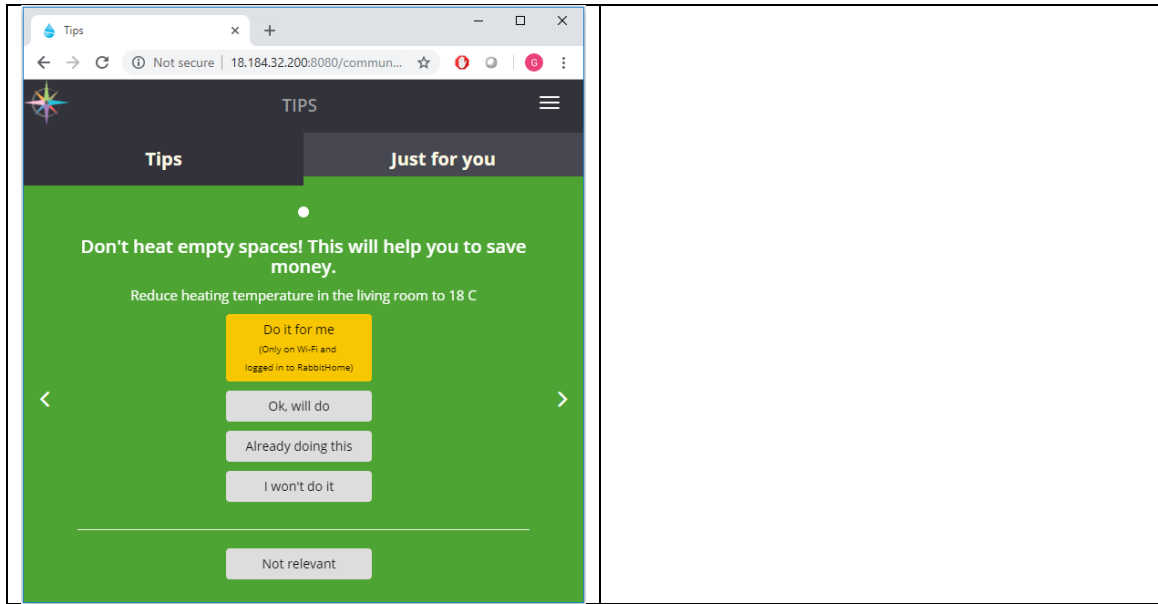 Tips
Not secure | 18.184.32.200:8080/commun...
G
TIPS
Tips
Just for you
Don't heat empty spaces! This will help you to save
money.
Reduce heating temperature in the living room to 18 C
Do it for me
(Only on Wi-Fi and
logged in to RabbitHome)
Ok, will do
Already doing this
I won't do it
Not relevant